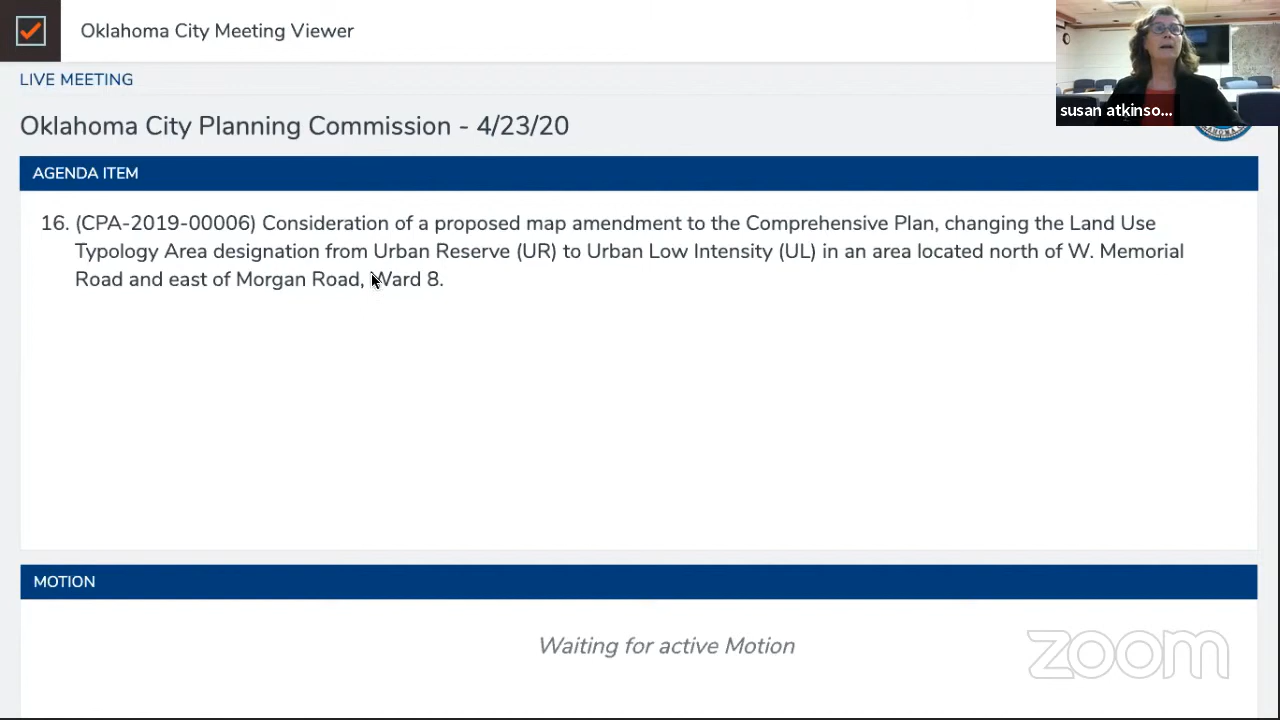 Oklahoma City Meeting Viewer
LIVE MEETING
susan atkinso...
Oklahoma City Planning Commission - 4/23/20
AGENDA ITEM
16. (CPA-2019-00006) Consideration of a proposed map amendment to the Comprehensive Plan, changing the Land Use
Typology Area designation from Urban Reserve (UR) to Urban Low Intensity (UL) in an area located north of W. Memorial
Road and east of Morgan Road, Ward 8.
MOTION
Waiting for active Motion
zoom